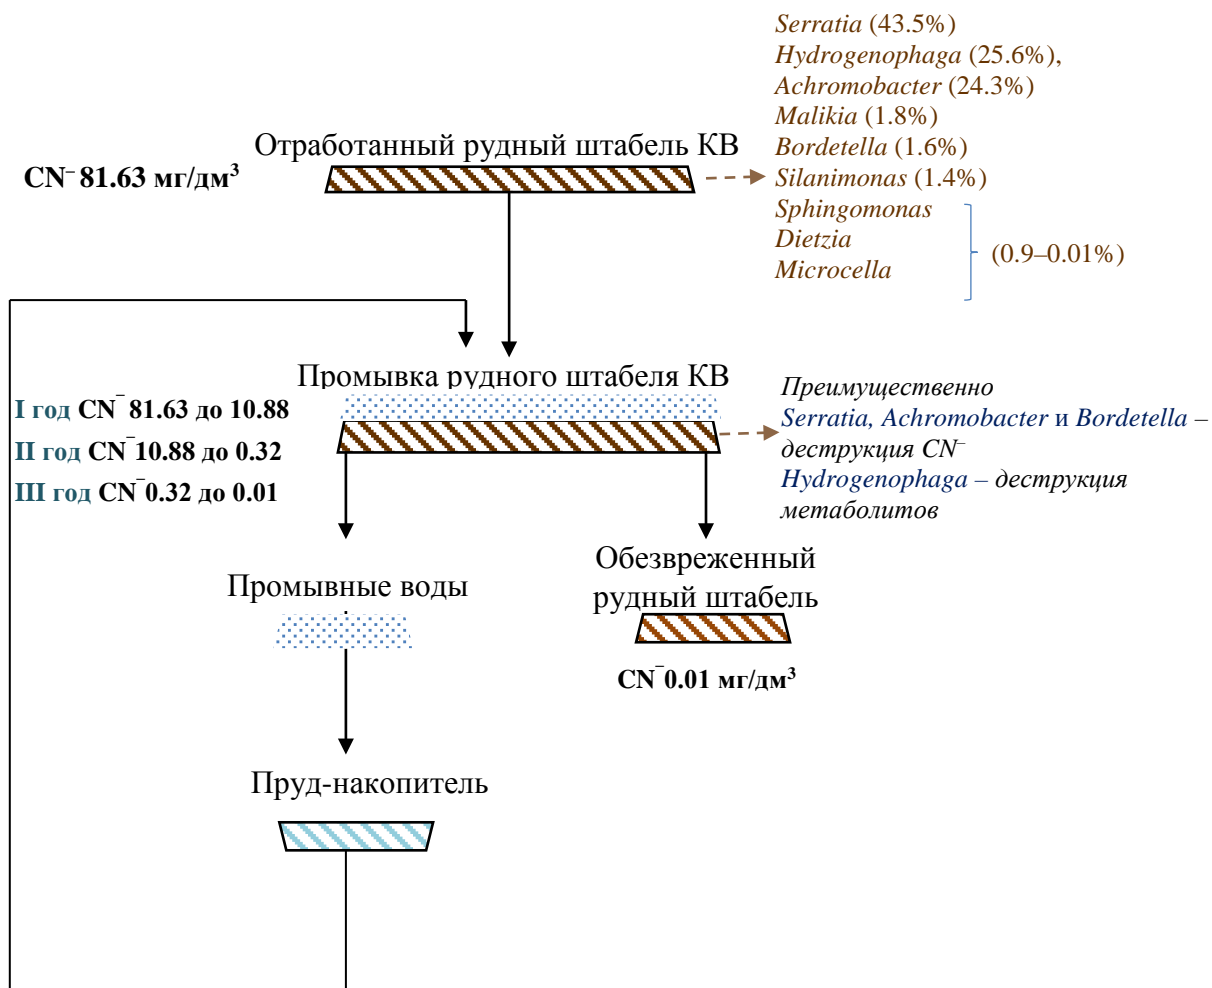 Serratia (43.5%)
Hydrogenophaga (25.6%),
Achromobacter (24.3%)
Malikia (1.8%)
Bordetella (1.6%)
Silanimonas (1.4%)
Sphingomonas
Dietzia
Microcella
(0.9–0.01%)
Отработанный рудный штабель КВ
CN⁻ 81.63 мг/дм³
Промывка рудного штабеля КВ
I год CN⁻ 81.63 до 10.88
II год CN⁻ 10.88 до 0.32
III год CN⁻ 0.32 до 0.01
Преимущественно
Serratia, Achromobacter и Bordetella –
деструкция CN⁻
Hydrogenophaga – деструкция
метаболитов
Промывные воды
Обезвреженный
рудный штабель
CN⁻ 0.01 мг/дм³
Пруд-накопитель